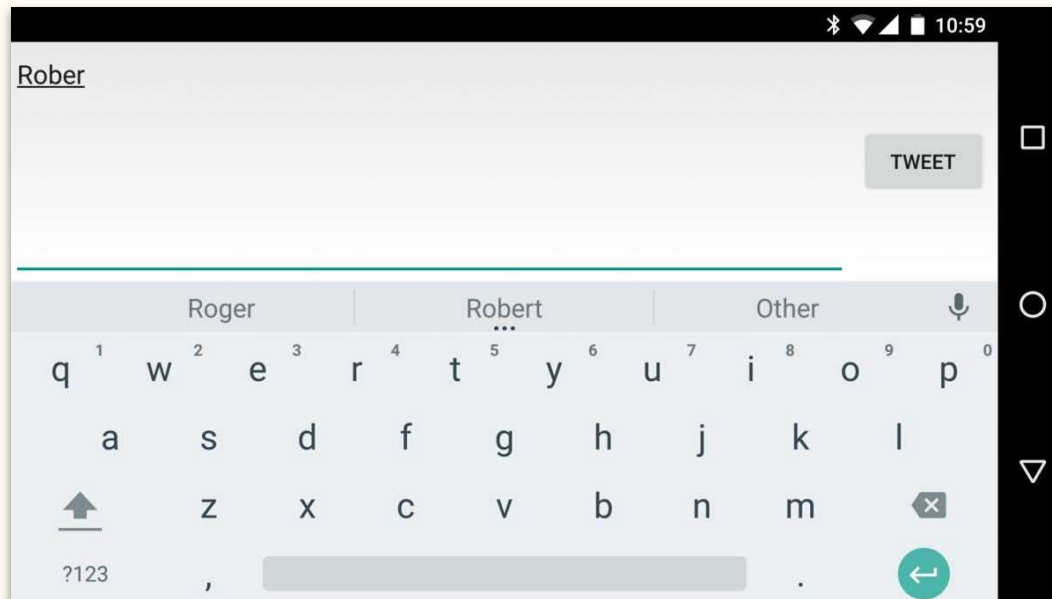 10:59
Rober
TWEET
Roger Robert Other
q 1 w 2 e 3 r 4 t 5 y 6 u 7 i 8 o 9 p 0
a s d f g h j k l
z x c v b n m
?123 , .